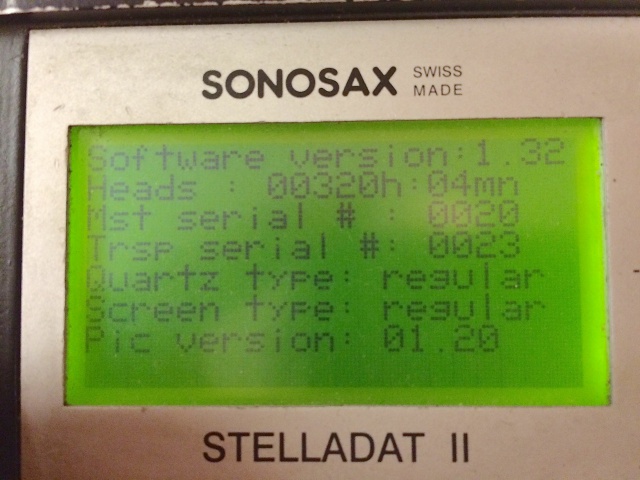 SONOSAX SWISS MADE
Software version:1.32
Heads : 00320h:04mn
Mst serial # : 0020
Trsp serial #: 0023
Quartz type: regular
Screen type: regular
Pic version: 01.20
STELLADAT II